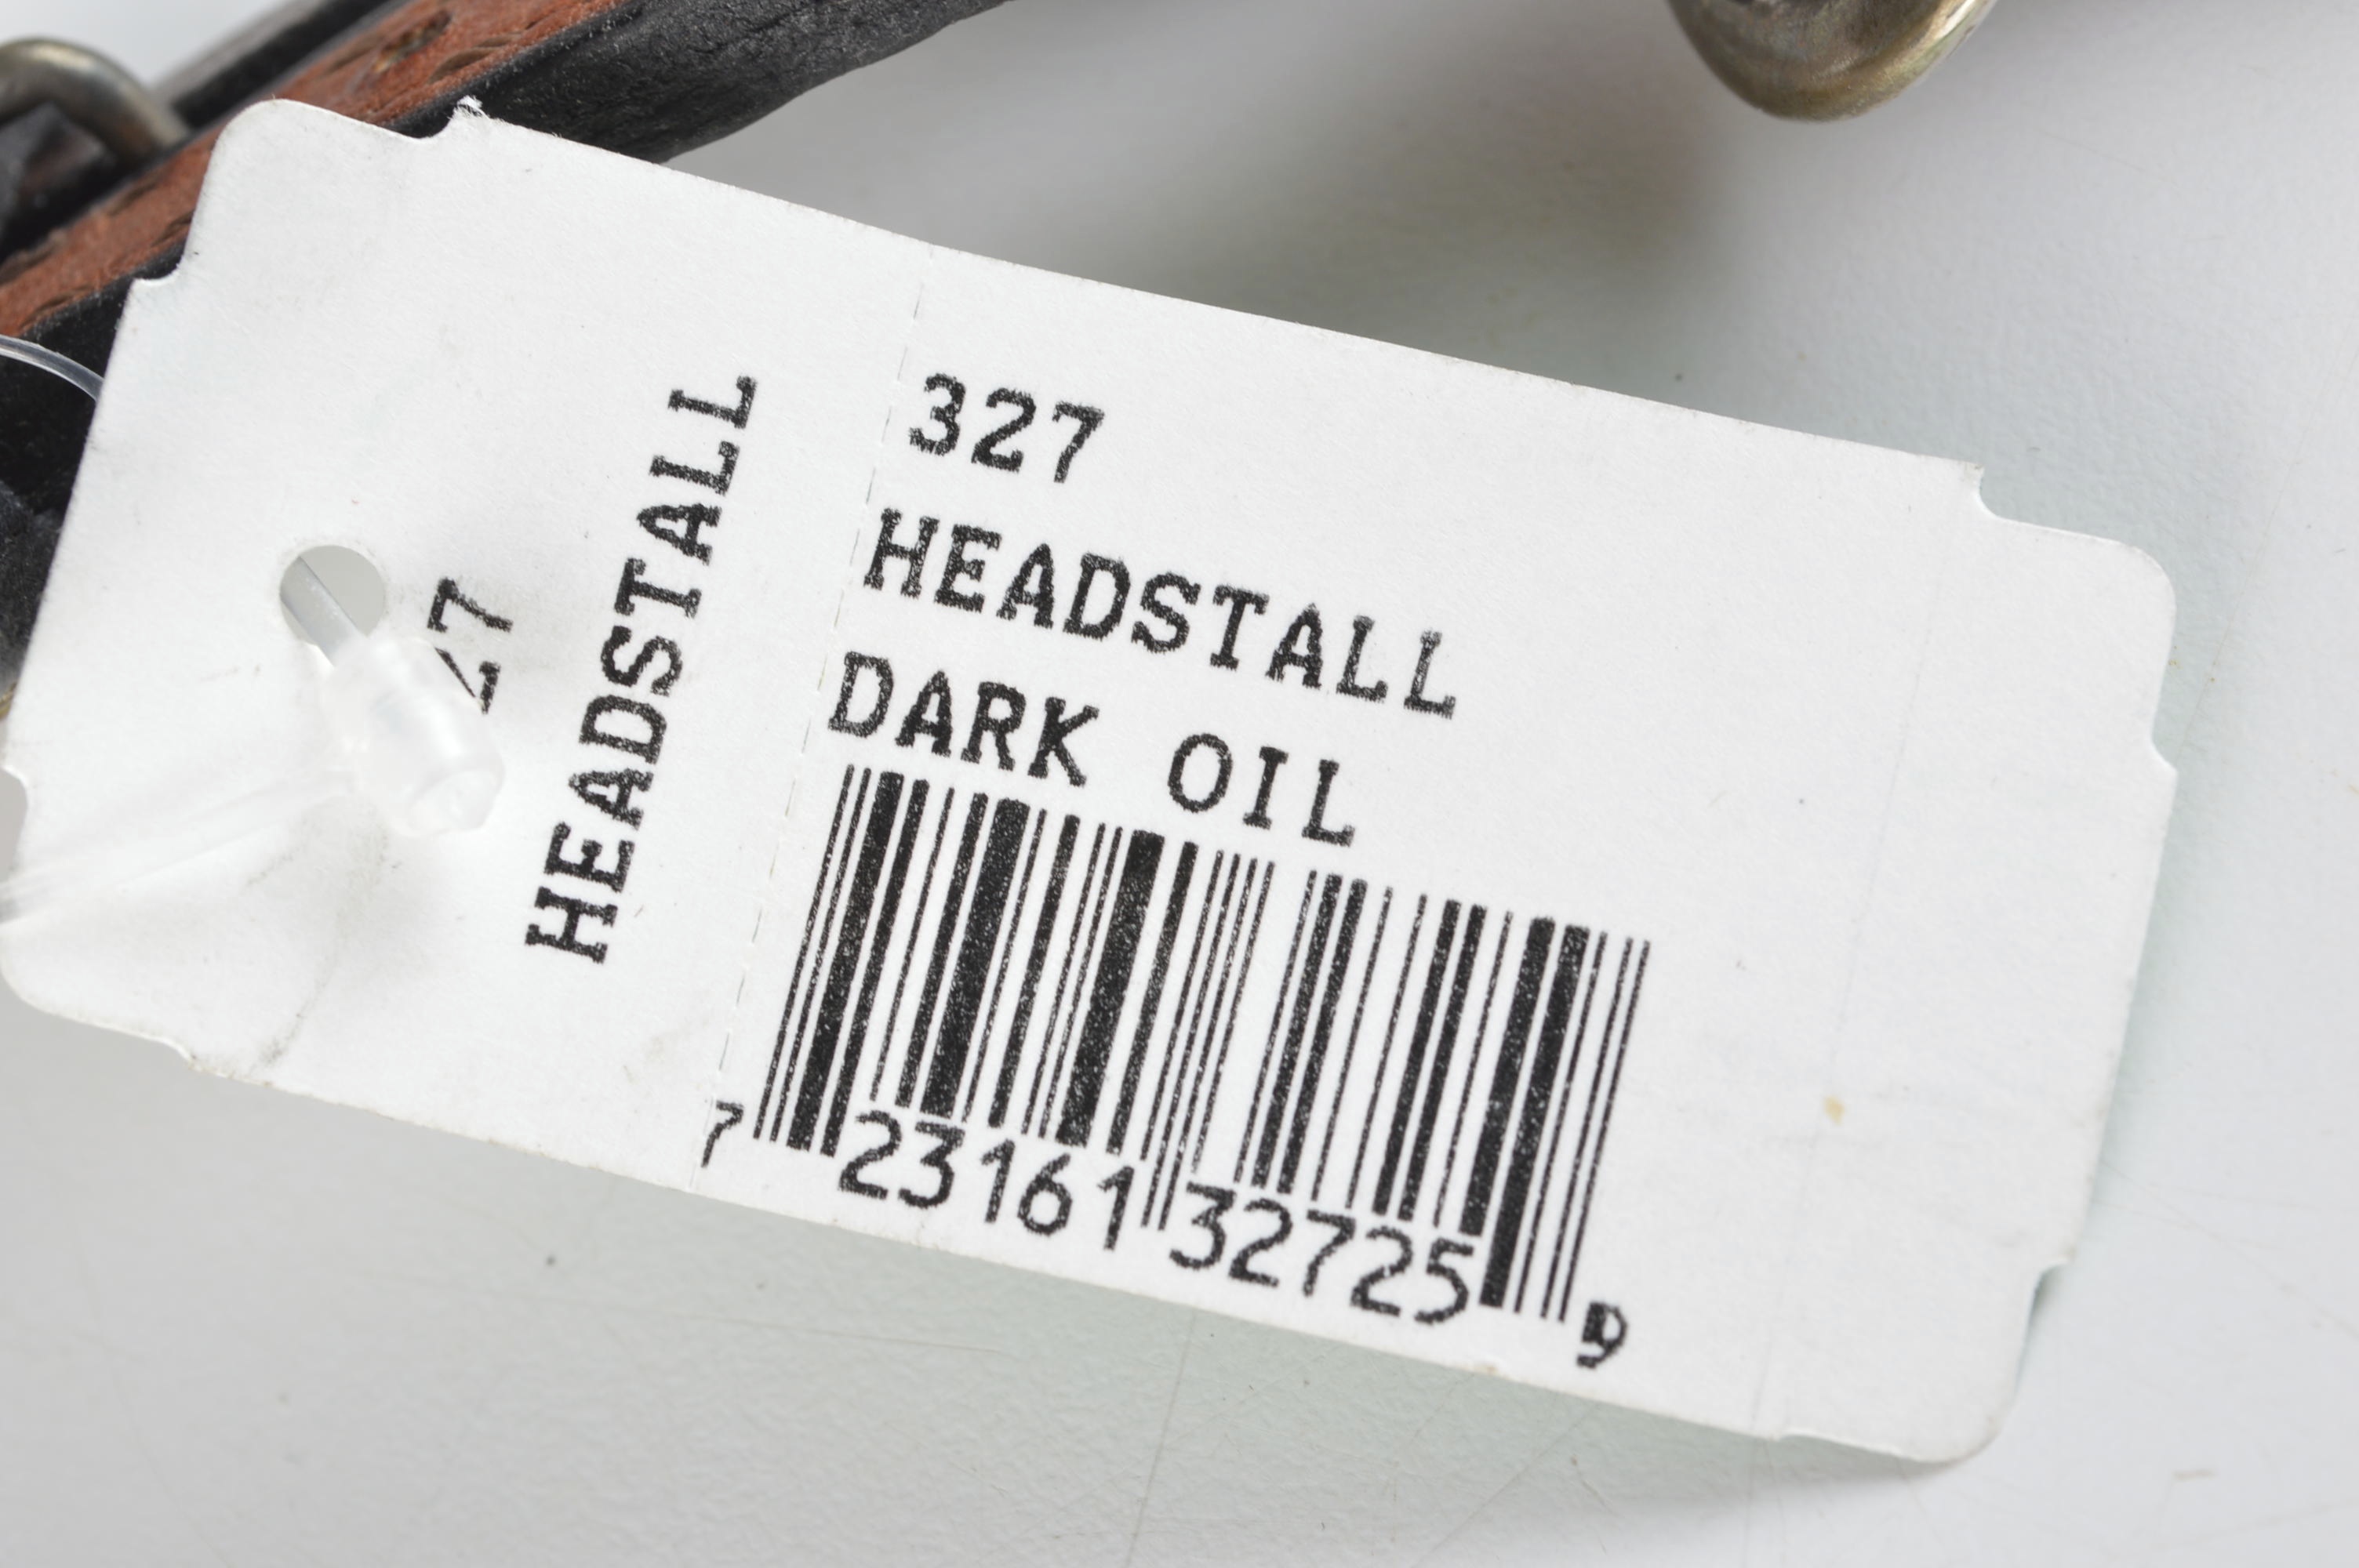 27
HEADSTALL
327
HEADSTALL
DARK OIL
7 23161 32725 9